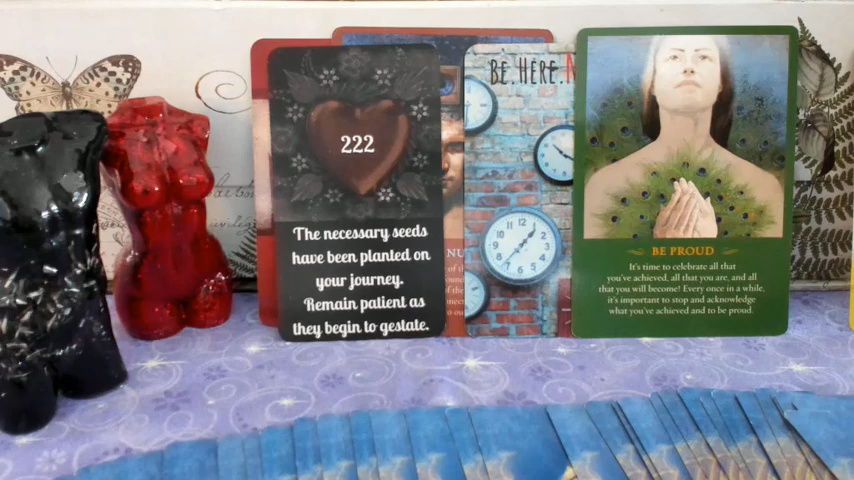 222
The necessary seeds
have been planted on
your journey.
Remain patient as
they begin to gestate.
BE.HERE.N
BE PROUD
It's time to celebrate all that
you've achieved, all that you are, and all
that you will become! Every once in a while,
it's important to stop and acknowledge
what you've achieved and to be proud.